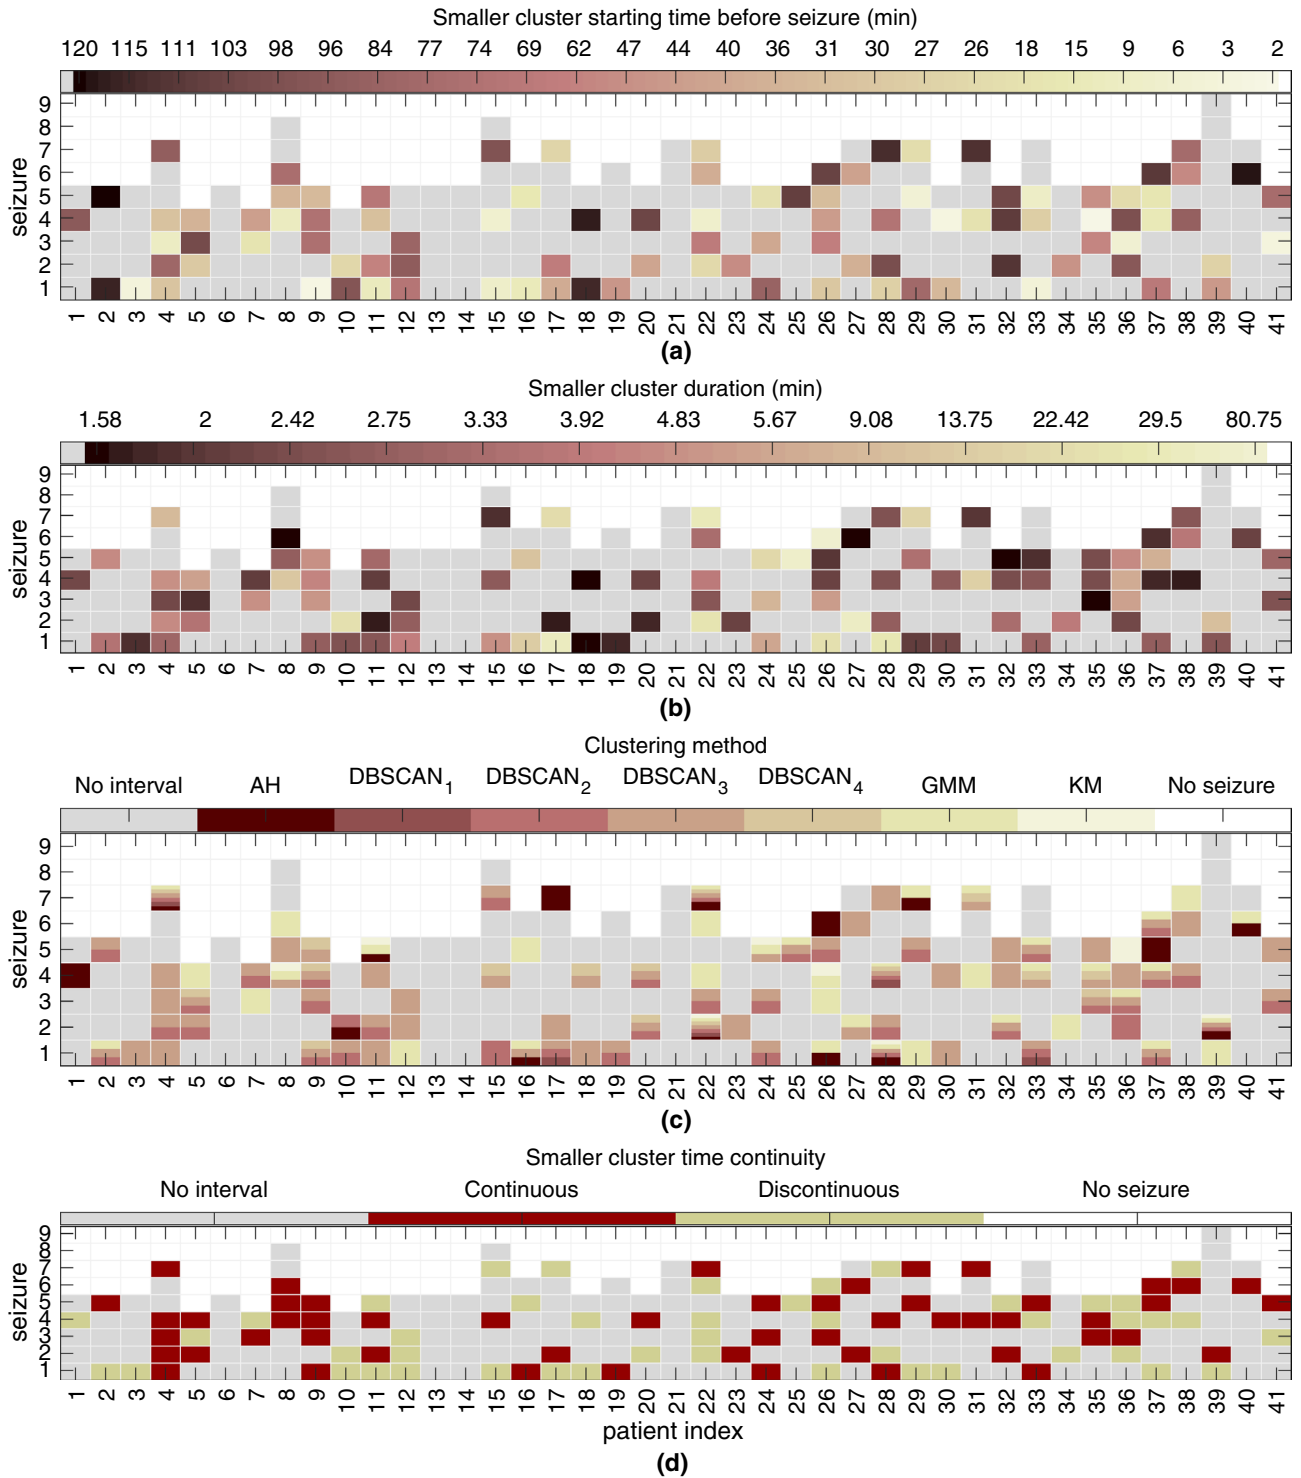 Smaller cluster starting time before seizure (min)
120 115 111 103 98 96 84 77 74 69 62 47 44 40 36 31 30 27 26 18 15 9 6 3 2
9
8
7
6
5
4
3
2
1
seizure
1 2 3 4 5 6 7 8 9 10 11 12 13 14 15 16 17 18 19 20 21 22 23 24 25 26 27 28 29 30 31 32 33 34 35 36 37 38 39 40 41
(a)
Smaller cluster duration (min)
1.58 2 2.42 2.75 3.33 3.92 4.83 5.67 9.08 13.75 22.42 29.5 80.75
9
8
7
6
5
4
3
2
1
seizure
1 2 3 4 5 6 7 8 9 10 11 12 13 14 15 16 17 18 19 20 21 22 23 24 25 26 27 28 29 30 31 32 33 34 35 36 37 38 39 40 41
(b)
Clustering method
No interval AH DBSCAN1 DBSCAN2 DBSCAN3 DBSCAN4 GMM KM No seizure
9
8
7
6
5
4
3
2
1
seizure
1 2 3 4 5 6 7 8 9 10 11 12 13 14 15 16 17 18 19 20 21 22 23 24 25 26 27 28 29 30 31 32 33 34 35 36 37 38 39 40 41
(c)
Smaller cluster time continuity
No interval Continuous Discontinuous No seizure
9
8
7
6
5
4
3
2
1
seizure
1 2 3 4 5 6 7 8 9 10 11 12 13 14 15 16 17 18 19 20 21 22 23 24 25 26 27 28 29 30 31 32 33 34 35 36 37 38 39 40 41
patient index
(d)